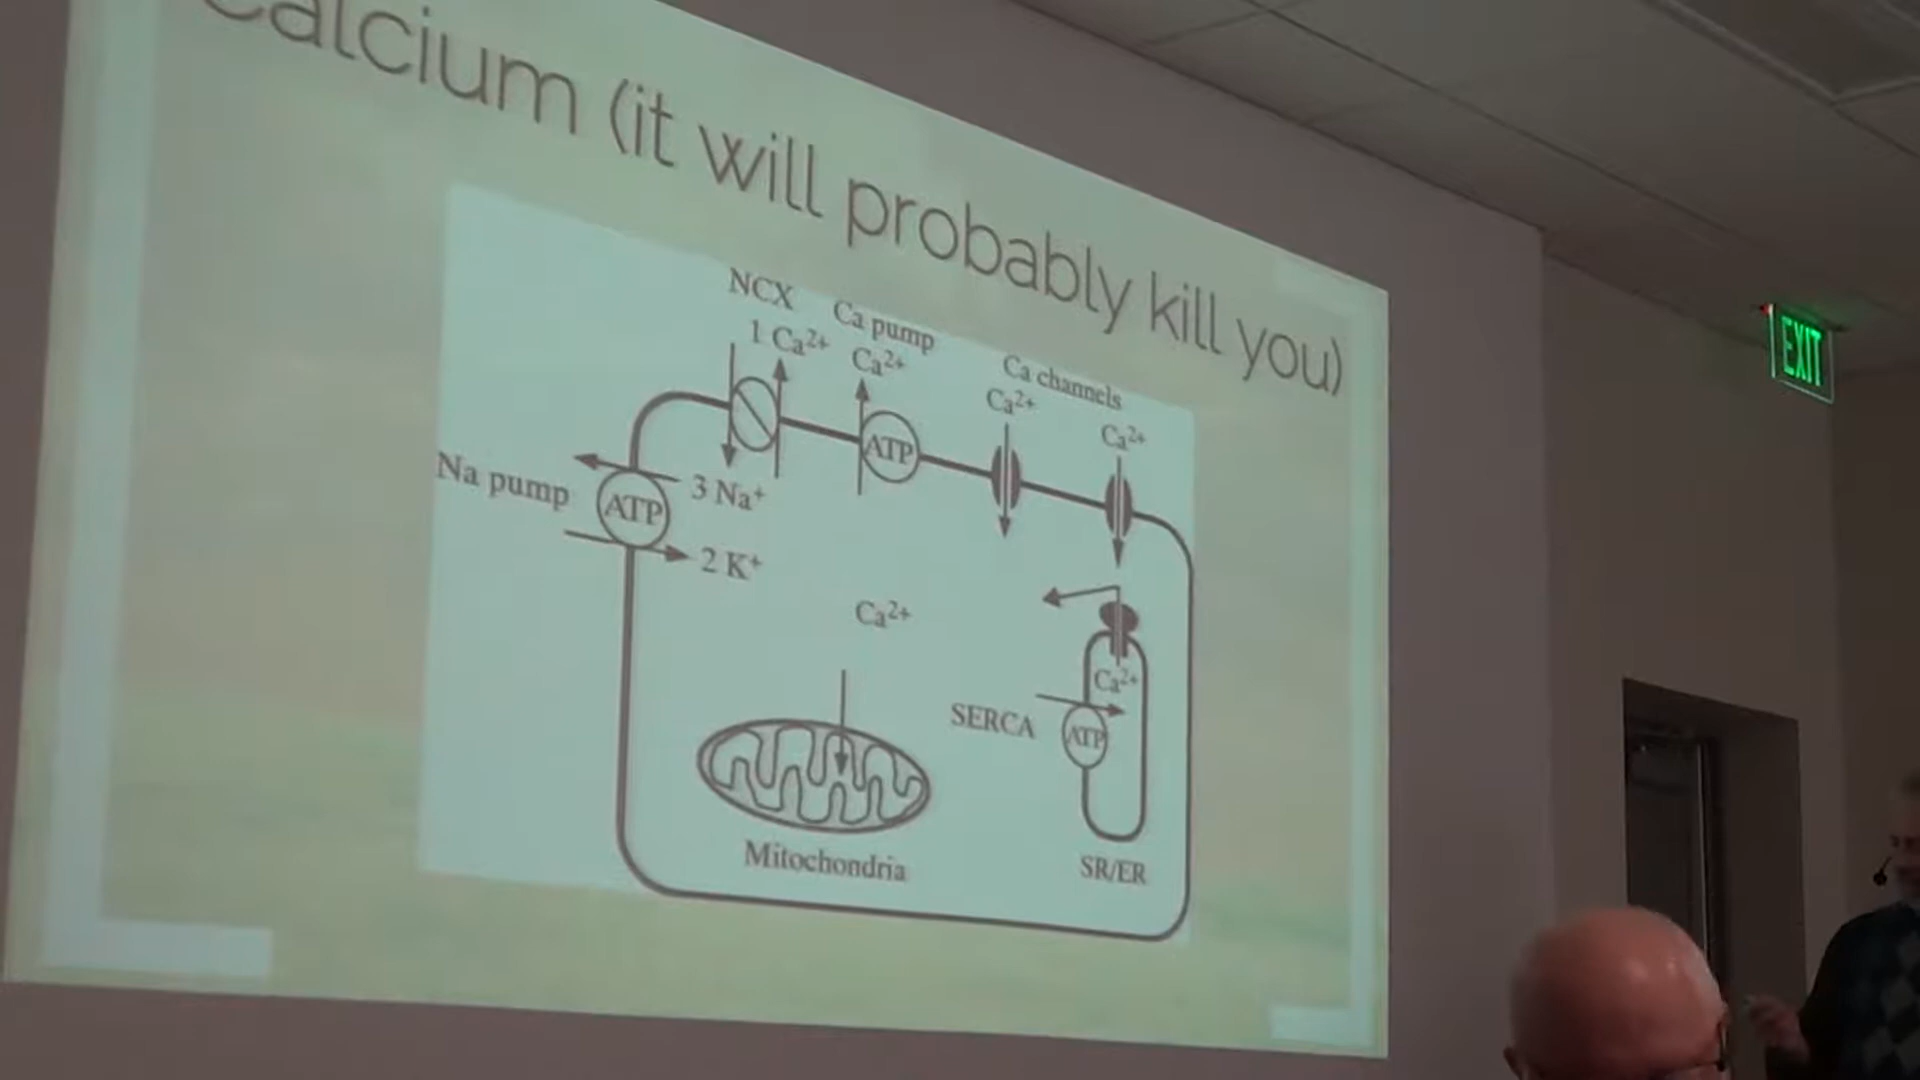 Calcium (it will probably kill you)
NCX
Ca pump
1 Ca²⁺
Ca²⁺
Ca channels
Ca²⁺
Ca²⁺
Na pump
ATP
3 Na⁺
2 K⁺
ATP
Ca²⁺
Ca²⁺
SERCA
ATP
Mitochondria
SR/ER
EXIT